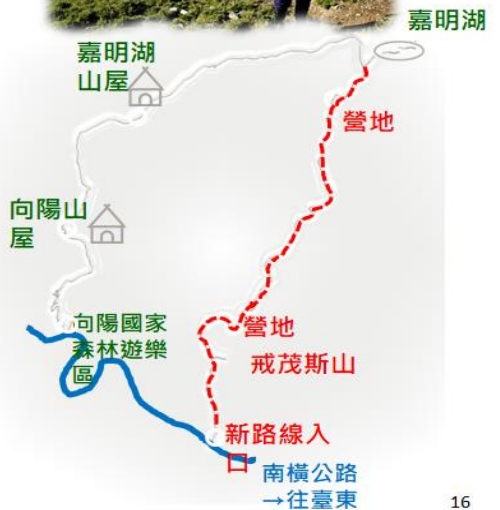 嘉明湖
嘉明湖
山屋
營地
向陽山
屋
向陽國家
森林遊樂
區
營地
戒茂斯山
新路線入
口
南橫公路
→往臺東
16